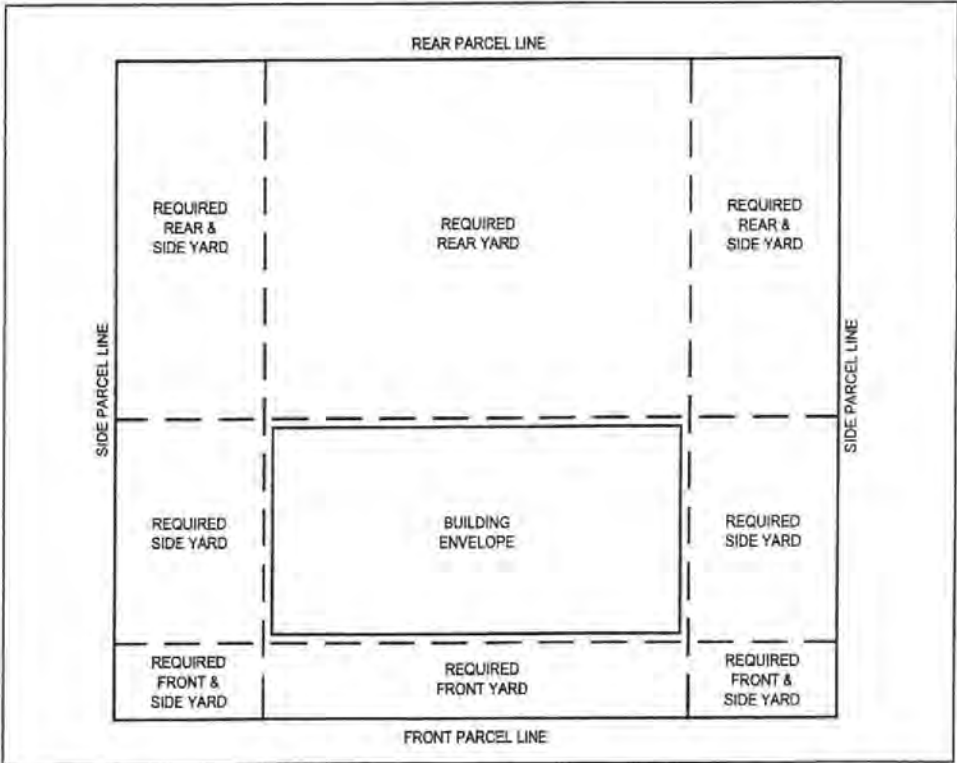 REAR PARCEL LINE
REQUIRED
REAR &
SIDE YARD
REQUIRED
REAR YARD
REQUIRED
REAR &
SIDE YARD
SIDE PARCEL LINE
SIDE PARCEL LINE
REQUIRED
SIDE YARD
BUILDING
ENVELOPE
REQUIRED
SIDE YARD
REQUIRED
FRONT &
SIDE YARD
REQUIRED
FRONT YARD
REQUIRED
FRONT &
SIDE YARD
FRONT PARCEL LINE